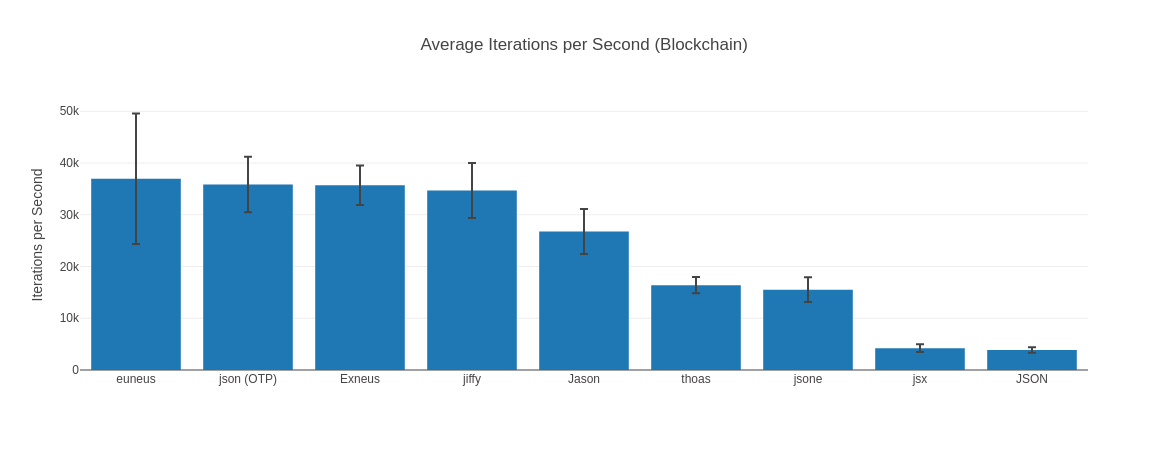 Average Iterations per Second (Blockchain)
Iterations per Second
50k
40k
30k
20k
10k
0
euneus json (OTP) Exneus jiffy Jason thoas jsone jsx JSON